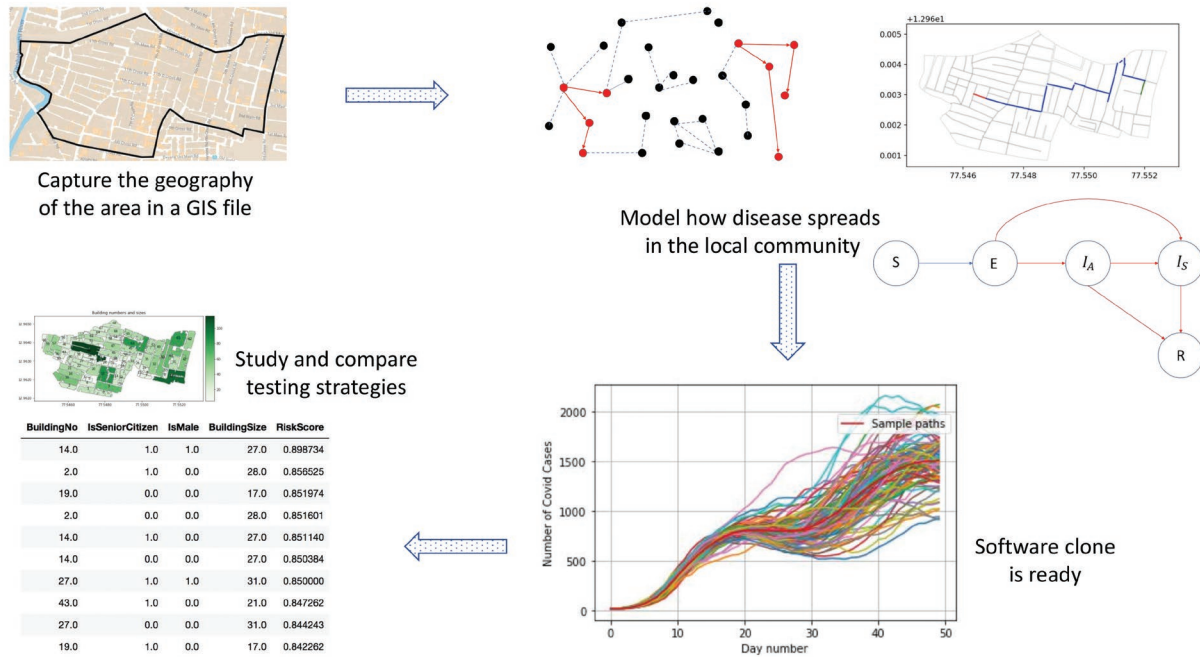 Capture the geography
of the area in a GIS file
+1.296e1
0.005
0.004
0.003
0.002
0.001
77.546
77.548
77.550
77.552
Model how disease spreads
in the local community
S
E
I_A
I_S
R
Number of Covid Cases
2000
1500
1000
500
0
Sample paths
0
10
20
30
40
50
Day number
Software clone
is ready
Building numbers and sizes
Study and compare
testing strategies
BuildingNo IsSeniorCitizen IsMale BuildingSize RiskScore
14.0 1.0 1.0 27.0 0.898734
2.0 1.0 0.0 28.0 0.856525
19.0 0.0 0.0 17.0 0.851974
2.0 0.0 0.0 28.0 0.851601
14.0 1.0 0.0 27.0 0.851140
14.0 0.0 0.0 27.0 0.850384
27.0 1.0 1.0 31.0 0.850000
43.0 1.0 0.0 21.0 0.847262
27.0 0.0 0.0 31.0 0.844243
19.0 1.0 0.0 17.0 0.842262